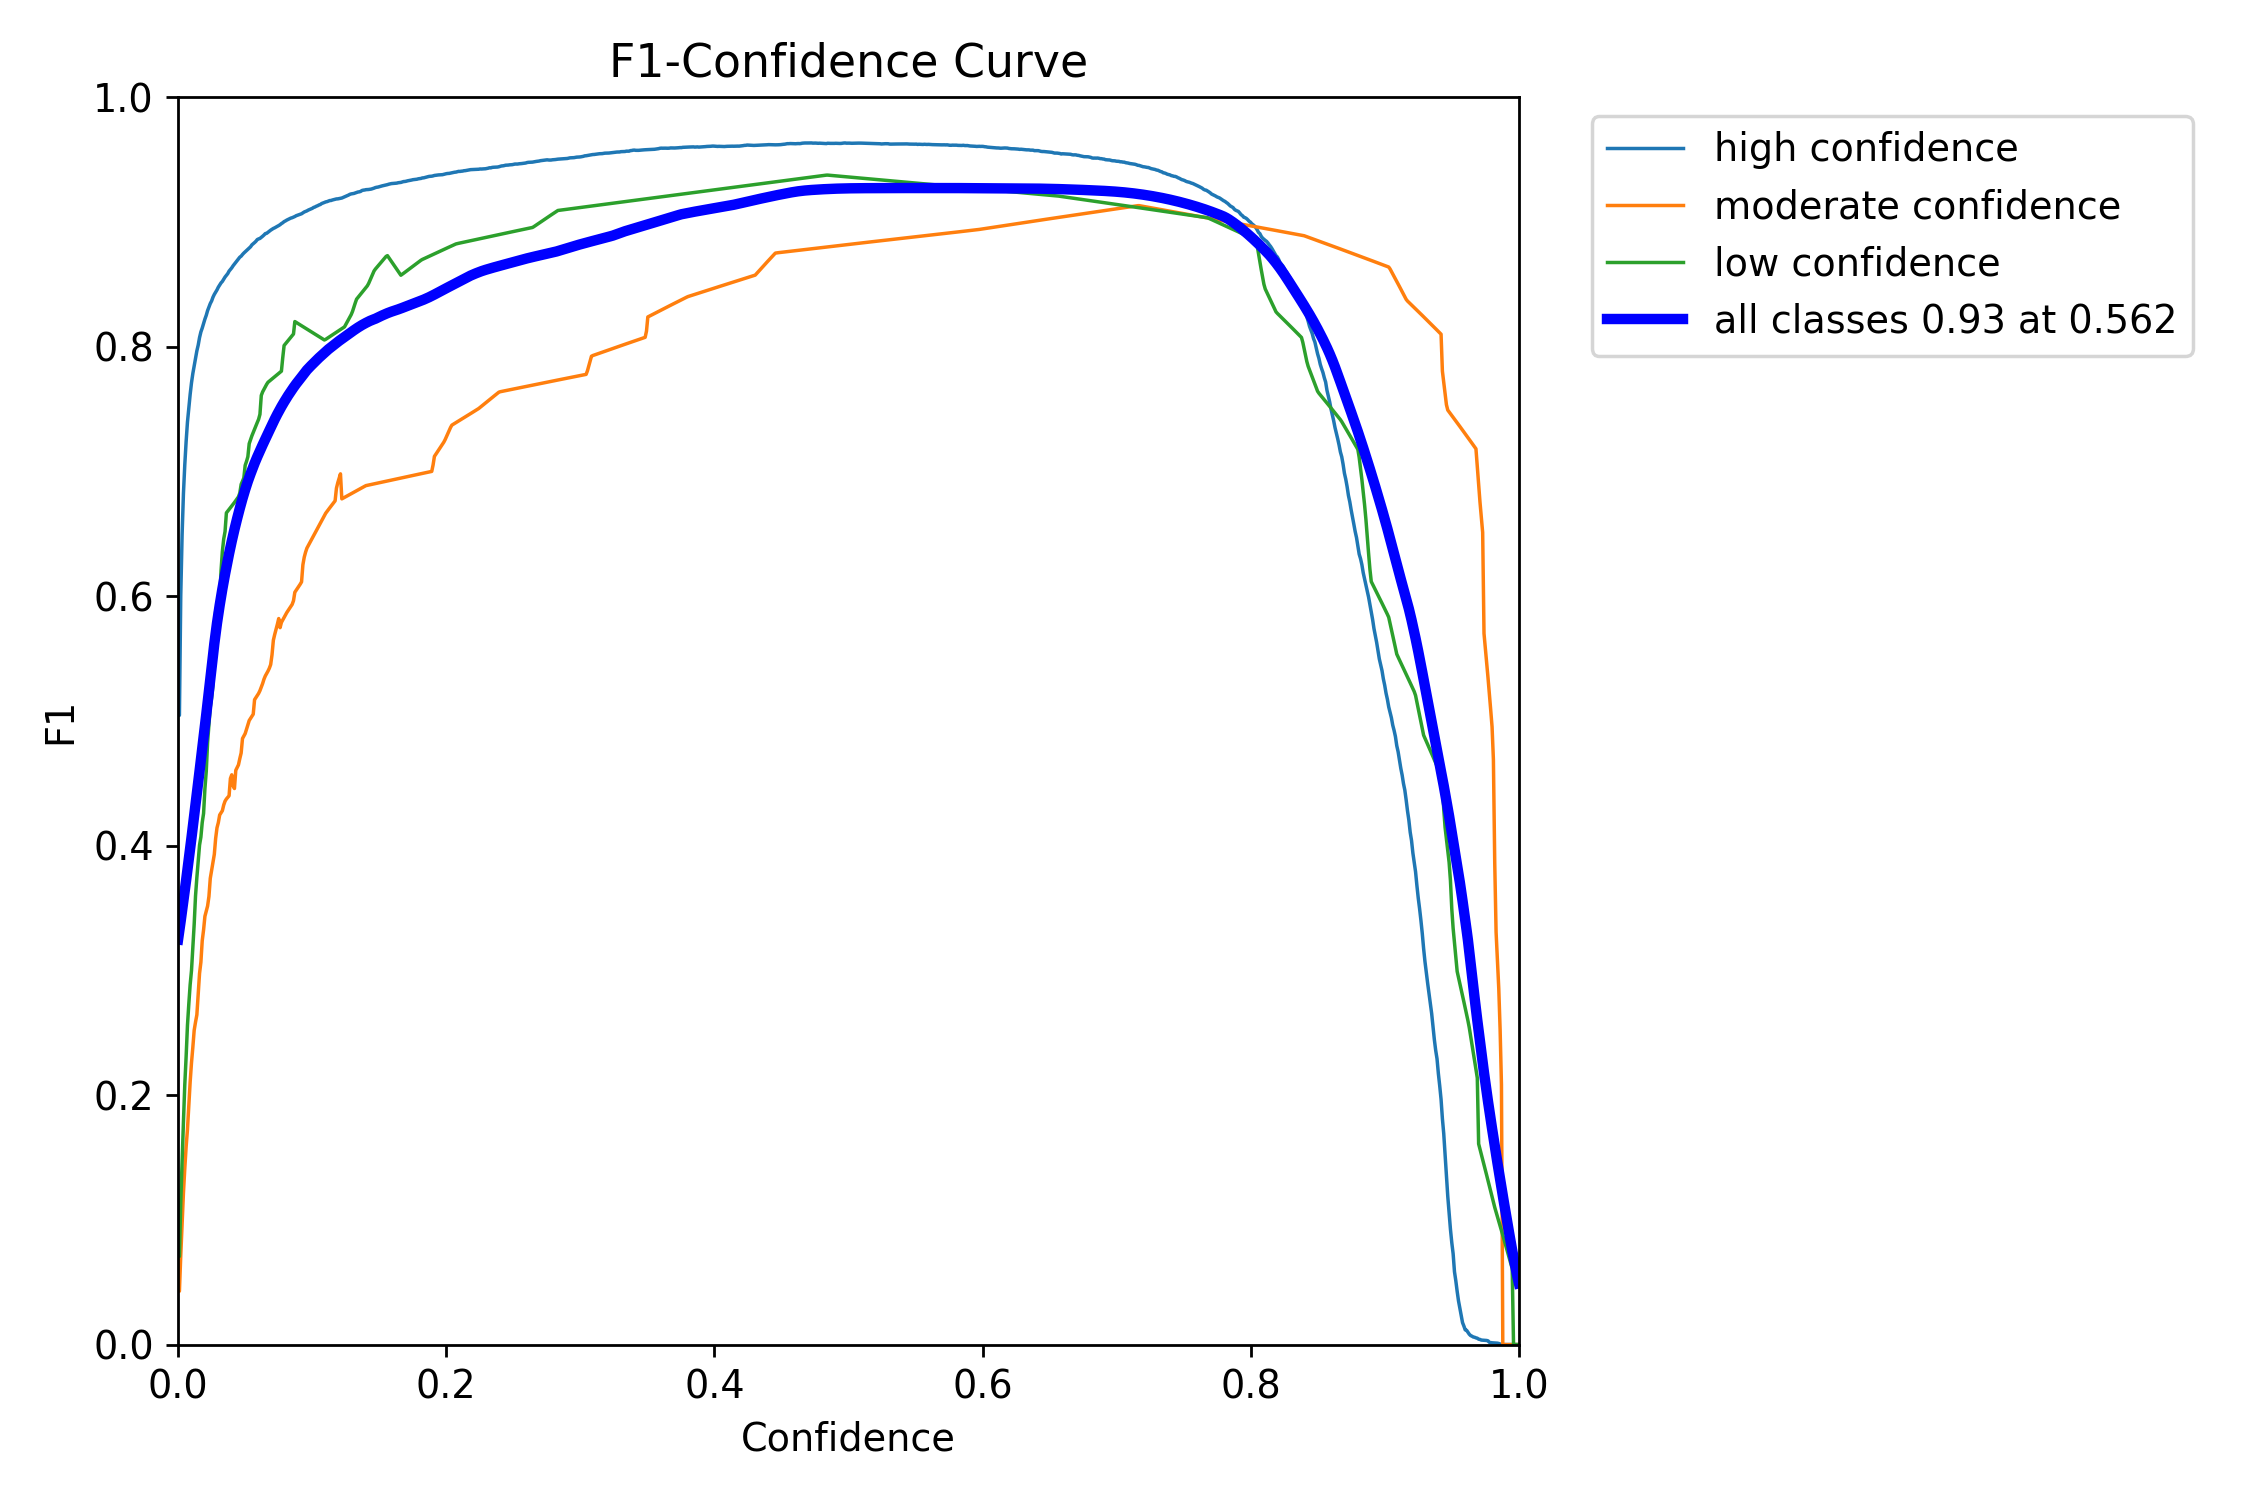 F1-Confidence Curve
1.0
0.8
0.6
0.4
0.2
0.0
F1
0.0 0.2 0.4 0.6 0.8 1.0
Confidence
high confidence
moderate confidence
low confidence
all classes 0.93 at 0.562